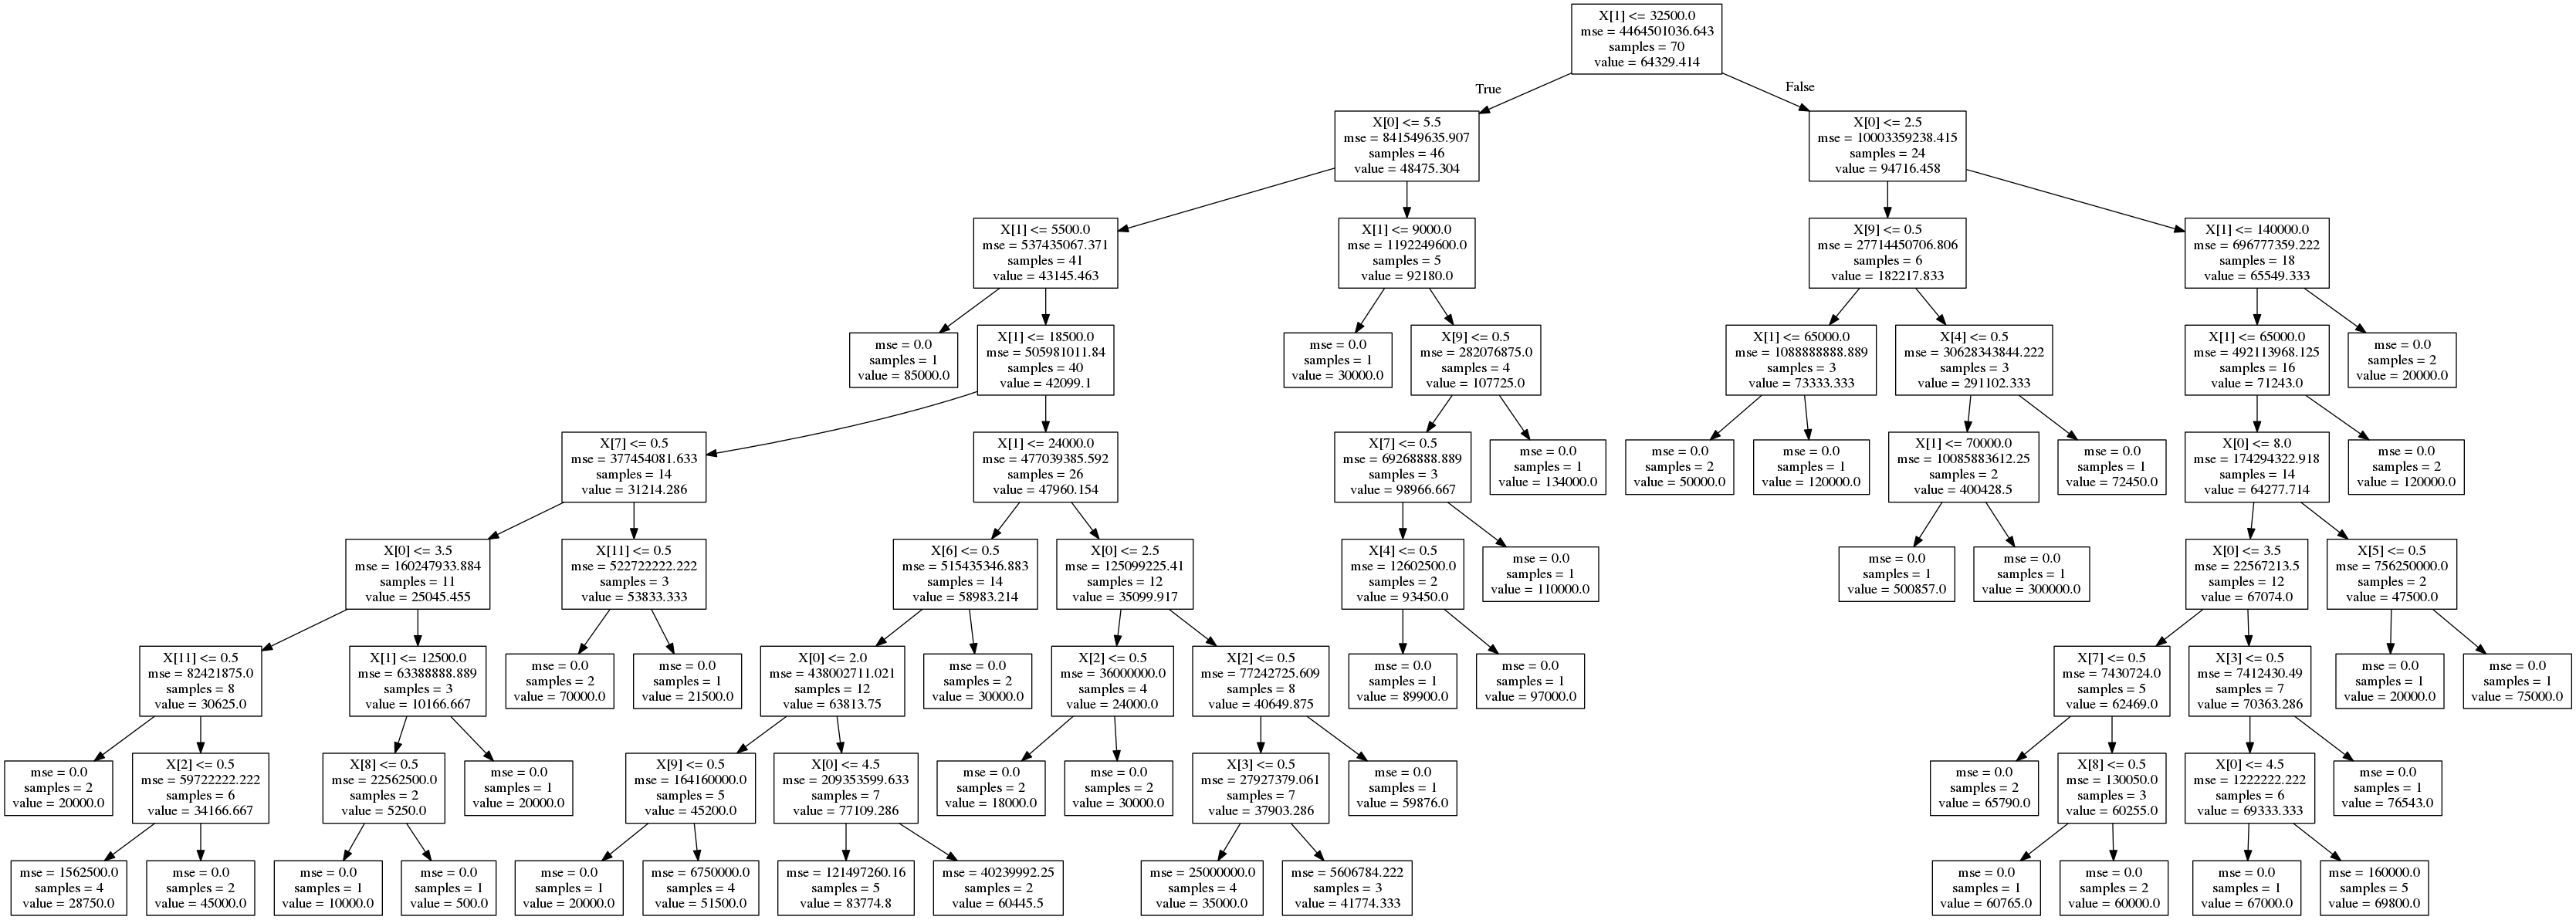 X[1] <= 32500.0
mse = 4464501036.643
samples = 70
value = 64329.414
True
False
X[0] <= 5.5
mse = 841549635.907
samples = 46
value = 48475.304
X[0] <= 2.5
mse = 10003359238.415
samples = 24
value = 94716.458
X[1] <= 5500.0
mse = 537435067.371
samples = 41
value = 43145.463
X[1] <= 9000.0
mse = 1192249600.0
samples = 5
value = 92180.0
X[9] <= 0.5
mse = 27714450706.806
samples = 6
value = 182217.833
X[1] <= 140000.0
mse = 696777359.222
samples = 18
value = 65549.333
mse = 0.0
samples = 1
value = 85000.0
X[1] <= 18500.0
mse = 505981011.84
samples = 40
value = 42099.1
mse = 0.0
samples = 1
value = 30000.0
X[9] <= 0.5
mse = 282076875.0
samples = 4
value = 107725.0
X[1] <= 65000.0
mse = 1088888888.889
samples = 3
value = 73333.333
X[4] <= 0.5
mse = 30628343844.222
samples = 3
value = 291102.333
X[1] <= 65000.0
mse = 492113968.125
samples = 16
value = 71243.0
mse = 0.0
samples = 2
value = 20000.0
X[7] <= 0.5
mse = 377454081.633
samples = 14
value = 31214.286
X[1] <= 24000.0
mse = 477039385.592
samples = 26
value = 47960.154
X[7] <= 0.5
mse = 69268888.889
samples = 3
value = 98966.667
mse = 0.0
samples = 1
value = 134000.0
mse = 0.0
samples = 2
value = 50000.0
mse = 0.0
samples = 1
value = 120000.0
X[1] <= 70000.0
mse = 10085883612.25
samples = 2
value = 400428.5
mse = 0.0
samples = 1
value = 72450.0
X[0] <= 8.0
mse = 174294322.918
samples = 14
value = 64277.714
mse = 0.0
samples = 2
value = 120000.0
X[0] <= 3.5
mse = 160247933.884
samples = 11
value = 25045.455
X[11] <= 0.5
mse = 522722222.222
samples = 3
value = 53833.333
X[6] <= 0.5
mse = 515435346.883
samples = 14
value = 58983.214
X[0] <= 2.5
mse = 125099225.41
samples = 12
value = 35099.917
X[4] <= 0.5
mse = 12602500.0
samples = 2
value = 93450.0
mse = 0.0
samples = 1
value = 110000.0
mse = 0.0
samples = 1
value = 500857.0
mse = 0.0
samples = 1
value = 300000.0
X[0] <= 3.5
mse = 22567213.5
samples = 12
value = 67074.0
X[5] <= 0.5
mse = 756250000.0
samples = 2
value = 47500.0
X[11] <= 0.5
mse = 82421875.0
samples = 8
value = 30625.0
X[1] <= 12500.0
mse = 63388888.889
samples = 3
value = 10166.667
mse = 0.0
samples = 2
value = 70000.0
mse = 0.0
samples = 1
value = 21500.0
X[0] <= 2.0
mse = 438002711.021
samples = 12
value = 63813.75
mse = 0.0
samples = 2
value = 30000.0
X[2] <= 0.5
mse = 36000000.0
samples = 4
value = 24000.0
X[2] <= 0.5
mse = 77242725.609
samples = 8
value = 40649.875
mse = 0.0
samples = 1
value = 89900.0
mse = 0.0
samples = 1
value = 97000.0
X[7] <= 0.5
mse = 7430724.0
samples = 5
value = 62469.0
X[3] <= 0.5
mse = 7412430.49
samples = 7
value = 70363.286
mse = 0.0
samples = 1
value = 20000.0
mse = 0.0
samples = 1
value = 75000.0
mse = 0.0
samples = 2
value = 20000.0
X[2] <= 0.5
mse = 59722222.222
samples = 6
value = 34166.667
X[8] <= 0.5
mse = 22562500.0
samples = 2
value = 5250.0
mse = 0.0
samples = 1
value = 20000.0
X[9] <= 0.5
mse = 164160000.0
samples = 5
value = 45200.0
X[0] <= 4.5
mse = 209353599.633
samples = 7
value = 77109.286
mse = 0.0
samples = 2
value = 18000.0
mse = 0.0
samples = 2
value = 30000.0
X[3] <= 0.5
mse = 27927379.061
samples = 7
value = 37903.286
mse = 0.0
samples = 1
value = 59876.0
mse = 0.0
samples = 2
value = 65790.0
X[8] <= 0.5
mse = 130050.0
samples = 3
value = 60255.0
X[0] <= 4.5
mse = 1222222.222
samples = 6
value = 69333.333
mse = 0.0
samples = 1
value = 76543.0
mse = 1562500.0
samples = 4
value = 28750.0
mse = 0.0
samples = 2
value = 45000.0
mse = 0.0
samples = 1
value = 10000.0
mse = 0.0
samples = 1
value = 500.0
mse = 0.0
samples = 1
value = 20000.0
mse = 6750000.0
samples = 4
value = 51500.0
mse = 121497260.16
samples = 5
value = 83774.8
mse = 40239992.25
samples = 2
value = 60445.5
mse = 25000000.0
samples = 4
value = 35000.0
mse = 5606784.222
samples = 3
value = 41774.333
mse = 0.0
samples = 1
value = 60765.0
mse = 0.0
samples = 2
value = 60000.0
mse = 0.0
samples = 1
value = 67000.0
mse = 160000.0
samples = 5
value = 69800.0